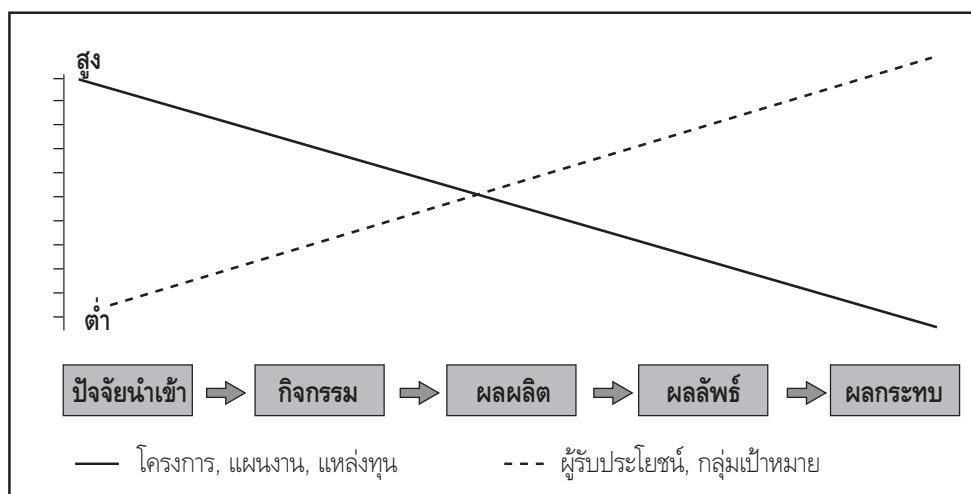 สูง
ต่ำ
ปัจจัยนำเข้า กิจกรรม ผลผลิต ผลลัพธ์ ผลกระทบ
โครงการ, แผนงาน, แหล่งทุน ผู้รับประโยชน์, กลุ่มเป้าหมาย